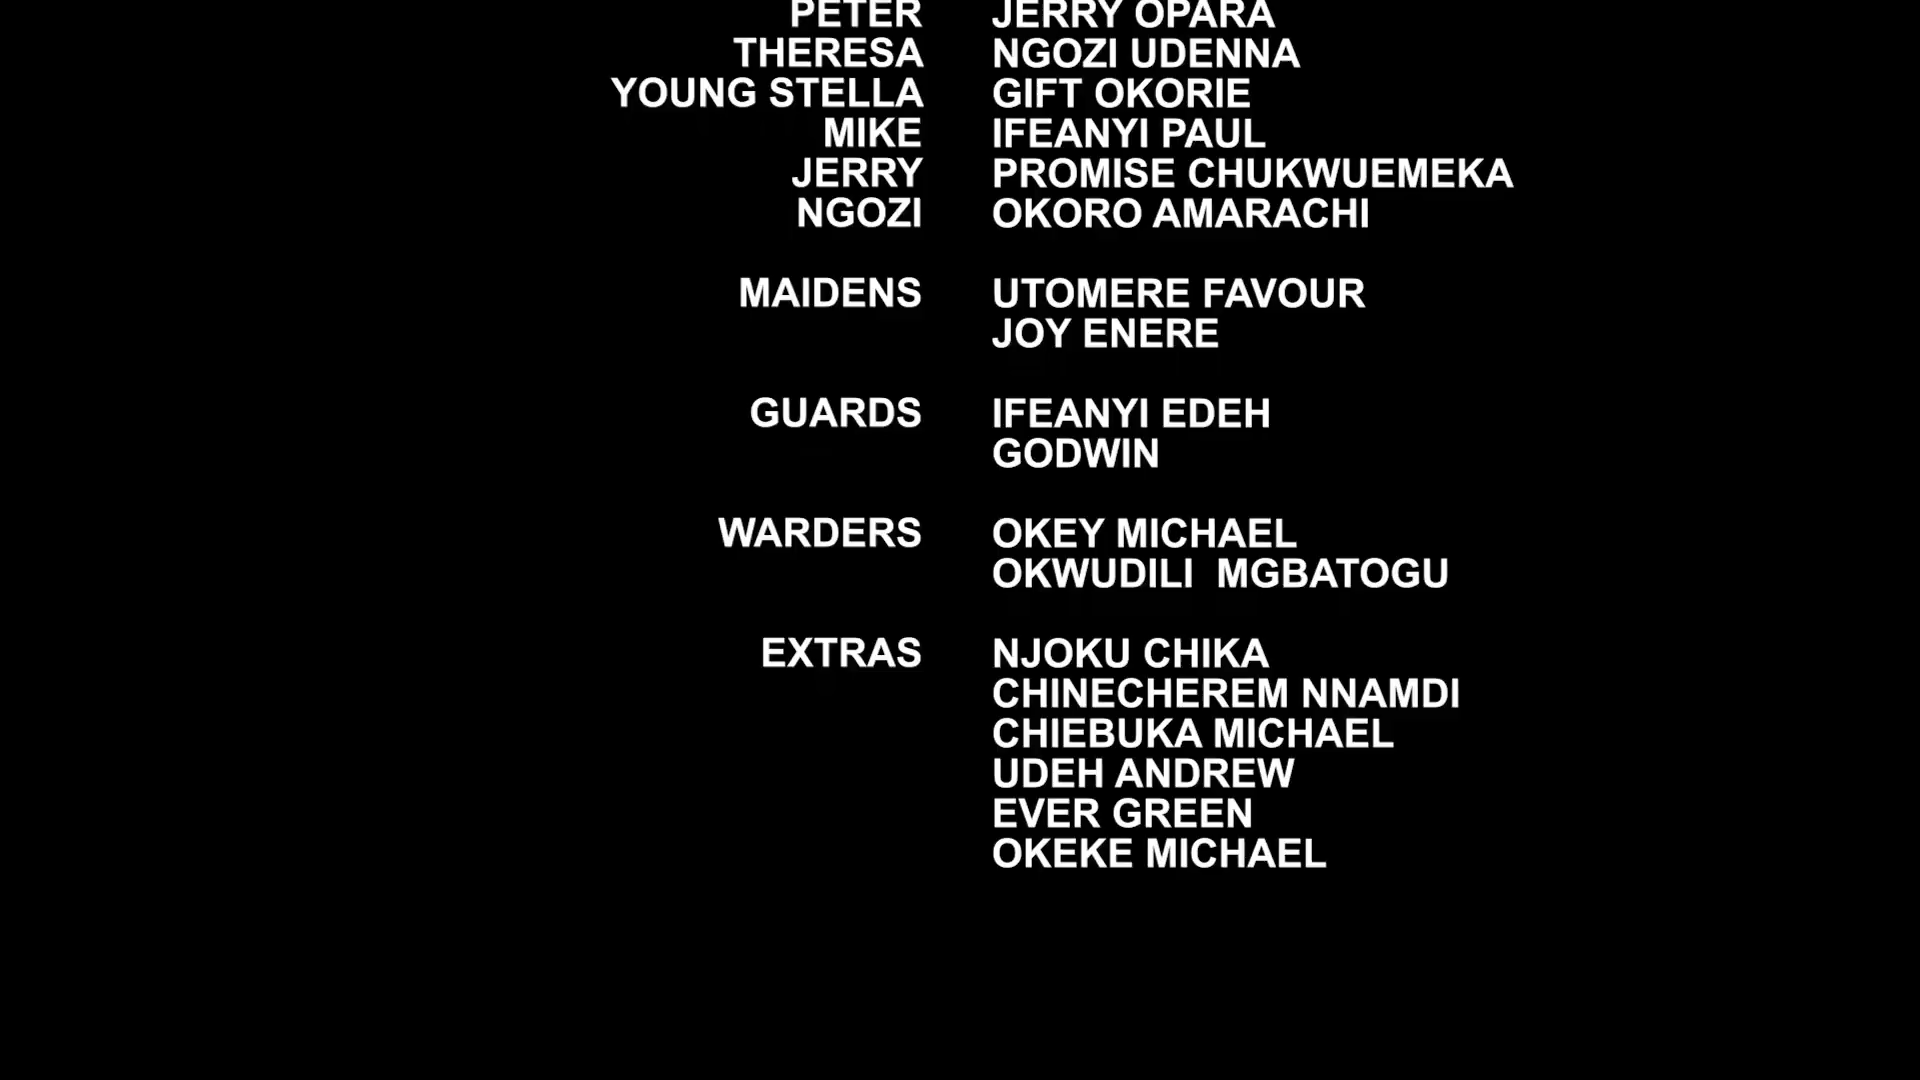 PETER JERRY OPARA
THERESA NGOZI UDENNA
YOUNG STELLA GIFT OKORIE
MIKE IFEANYI PAUL
JERRY PROMISE CHUKWUEMEKA
NGOZI OKORO AMARACHI
MAIDENS UTOMERE FAVOUR
JOY ENERE
GUARDS IFEANYI EDEH
GODWIN
WARDERS OKEY MICHAEL
OKWUDILI  MGBATOGU
EXTRAS NJOKU CHIKA
CHINECHEREM NNAMDI
CHIEBUKA MICHAEL
UDEH ANDREW
EVER GREEN
OKEKE MICHAEL